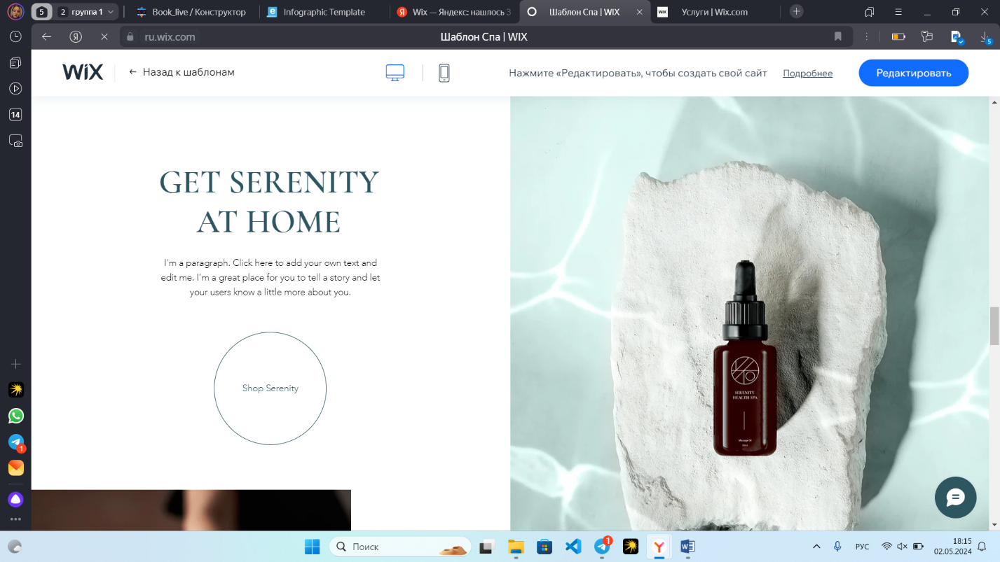 5
2 группа 1
Book_live / Конструктор
Infographic Template
Wix — Яндекс: нашлось 3
Шаблон Спа | WIX
WIX
Услуги | Wix.com
Я
ru.wix.com
Шаблон Спа | WIX
5
WIX
Назад к шаблонам
Нажмите «Редактировать», чтобы создать свой сайт
Подробнее
Редактировать
14
GET SERENITY
AT HOME
I'm a paragraph. Click here to add your own text and
edit me. I'm a great place for you to tell a story and let
your users know a little more about you.
Shop Serenity
SERENITY
HEALTH SPA
Massage Oil
1
Поиск
1
РУС
18:15
02.05.2024